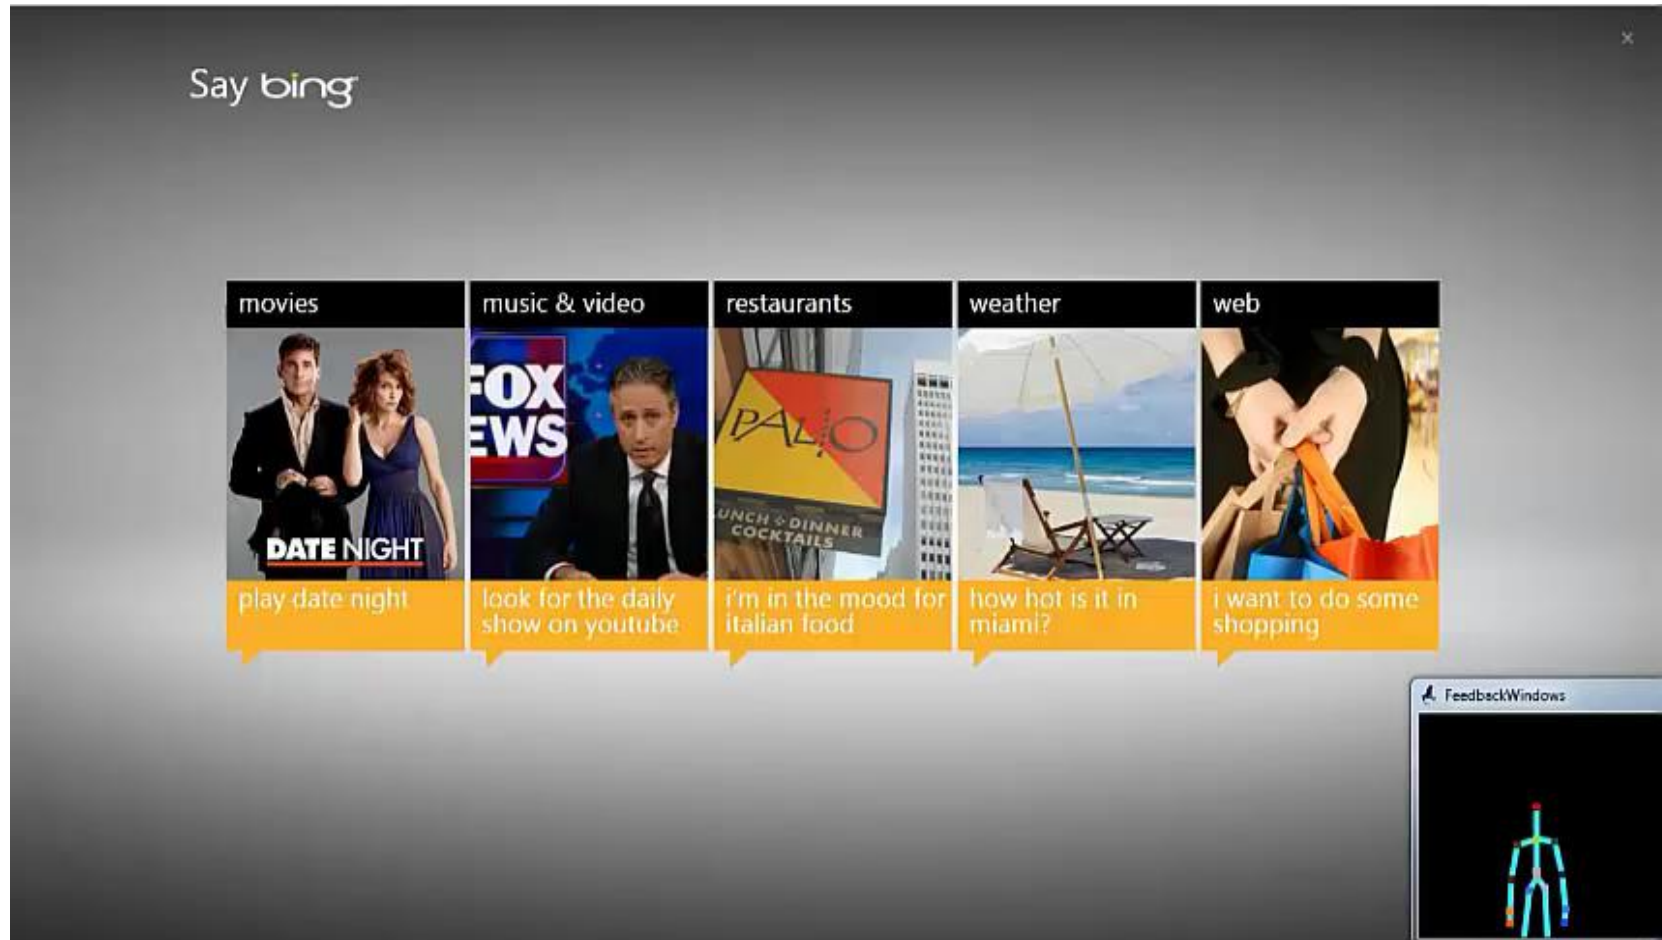 Say bing
movies
music & video
restaurants
weather
web
FOX
EWS
PALIO
LUNCH + DINNER
COCKTAILS
DATE NIGHT
play date night
look for the daily
show on youtube
i'm in the mood for
italian food
how hot is it in
miami?
i want to do some
shopping
FeedbackWindows